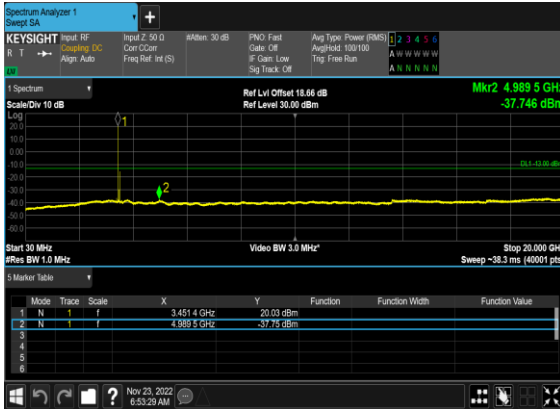 Spectrum Analyzer 1
Swept SA
+
KEYSIGHT
R T
LXI
Input: RF
Coupling: DC
Align: Auto
Input Z: 50 Ω
Corr CCorr
Freq Ref: Int (S)
#Atten: 30 dB
PNO: Fast
Gate: Off
IF Gain: Low
Sig Track: Off
Avg Type: Power (RMS)
Avg|Hold: 100/100
Trig: Free Run
1 2 3 4 5 6
A W W W W W
A N N N N N
1 Spectrum
Scale/Div 10 dB
Ref Lvl Offset 18.66 dB
Ref Level 30.00 dBm
Mkr2 4.989 5 GHz
-37.746 dBm
Log
20.0
10.0
0.00
-10.0
-20.0
-30.0
-40.0
-50.0
-60.0
1
2
DL1 -13.00 dBm
Start 30 MHz
#Res BW 1.0 MHz
Video BW 3.0 MHz*
Stop 20.000 GHz
Sweep ~38.3 ms (40001 pts)
5 Marker Table
Mode Trace Scale X Y Function Function Width Function Value
1 N 1 f 3.451 4 GHz 20.03 dBm
2 N 1 f 4.989 5 GHz -37.75 dBm
3
4
5
6
?
Nov 23, 2022
6:53:29 AM